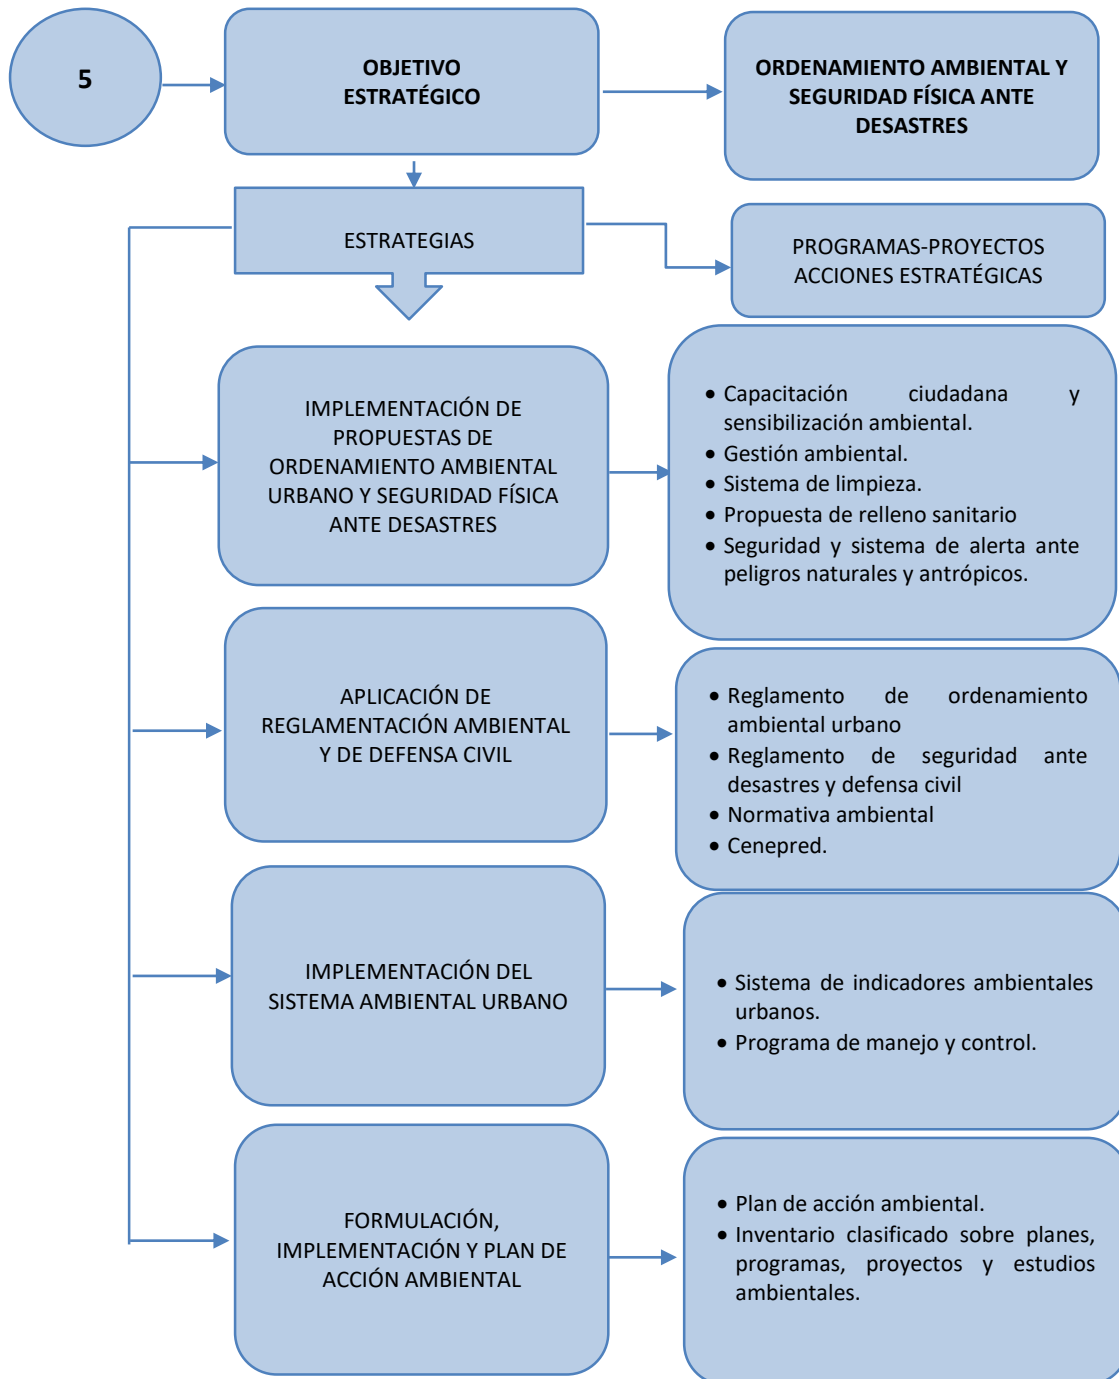 5
OBJETIVO
ESTRATÉGICO
ORDENAMIENTO AMBIENTAL Y
SEGURIDAD FÍSICA ANTE
DESASTRES
ESTRATEGIAS
PROGRAMAS-PROYECTOS
ACCIONES ESTRATÉGICAS
IMPLEMENTACIÓN DE
PROPUESTAS DE
ORDENAMIENTO AMBIENTAL
URBANO Y SEGURIDAD FÍSICA
ANTE DESASTRES
• Capacitación ciudadana y
sensibilización ambiental.
• Gestión ambiental.
• Sistema de limpieza.
• Propuesta de relleno sanitario
• Seguridad y sistema de alerta ante
peligros naturales y antrópicos.
APLICACIÓN DE
REGLAMENTACIÓN AMBIENTAL
Y DE DEFENSA CIVIL
• Reglamento de ordenamiento
ambiental urbano
• Reglamento de seguridad ante
desastres y defensa civil
• Normativa ambiental
• Cenepred.
IMPLEMENTACIÓN DEL
SISTEMA AMBIENTAL URBANO
• Sistema de indicadores ambientales
urbanos.
• Programa de manejo y control.
FORMULACIÓN,
IMPLEMENTACIÓN Y PLAN DE
ACCIÓN AMBIENTAL
• Plan de acción ambiental.
• Inventario clasificado sobre planes,
programas, proyectos y estudios
ambientales.